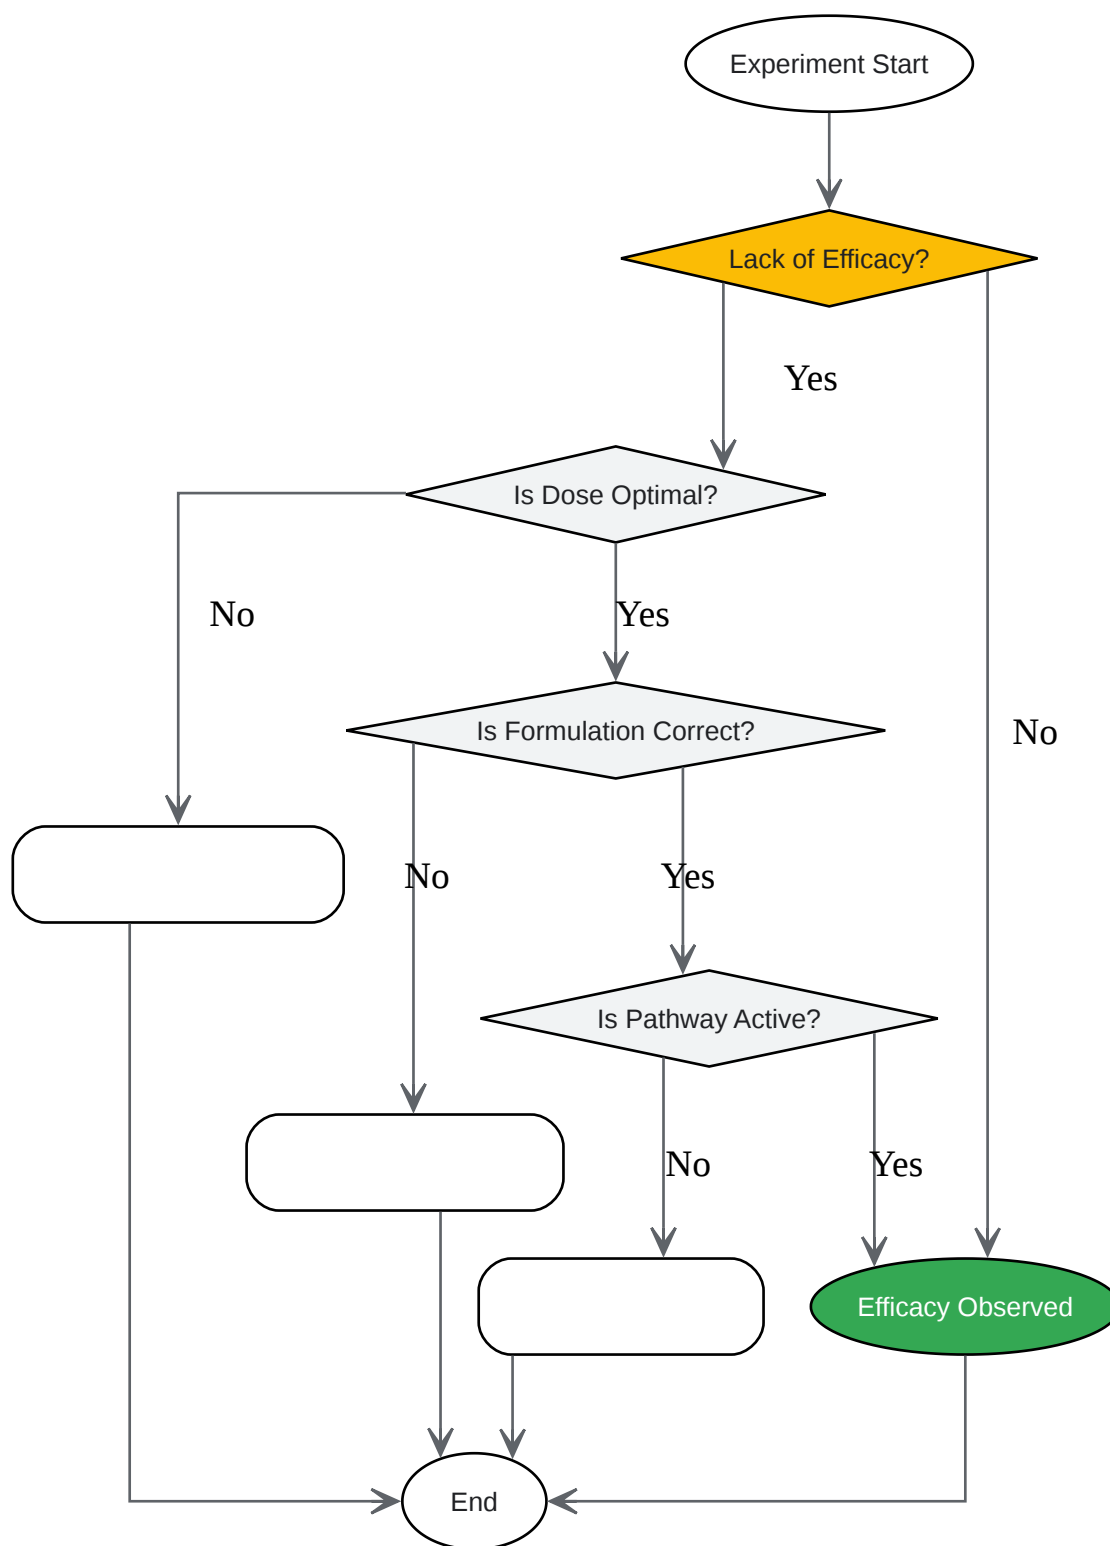 Experiment Start
Lack of Efficacy?
Yes
Is Dose Optimal?
No
Yes
Is Formulation Correct?
No
No
Yes
Is Pathway Active?
No
Yes
Efficacy Observed
End